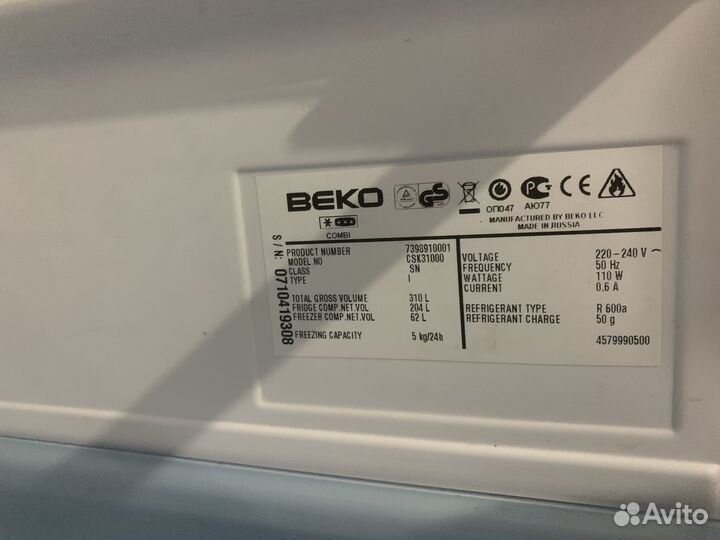 BEKO
COMBI
ОП047 АЮ77
MANUFACTURED BY BEKO LLC
MADE IN RUSSIA
S / N: 0710419308
PRODUCT NUMBER 7398910001
MODEL NO CSK31000
CLASS SN
TYPE I
TOTAL GROSS VOLUME 310 L
FRIDGE COMP.NET.VOL 204 L
FREEZER COMP.NET.VOL 62 L
FREEZING CAPACITY 5 kg/24h
VOLTAGE 220-240 V ~
FREQUENCY 50 Hz
WATTAGE 110 W
CURRENT 0.6 A
REFRIGERANT TYPE R 600a
REFRIGERANT CHARGE 50 g
4579990500
Avito